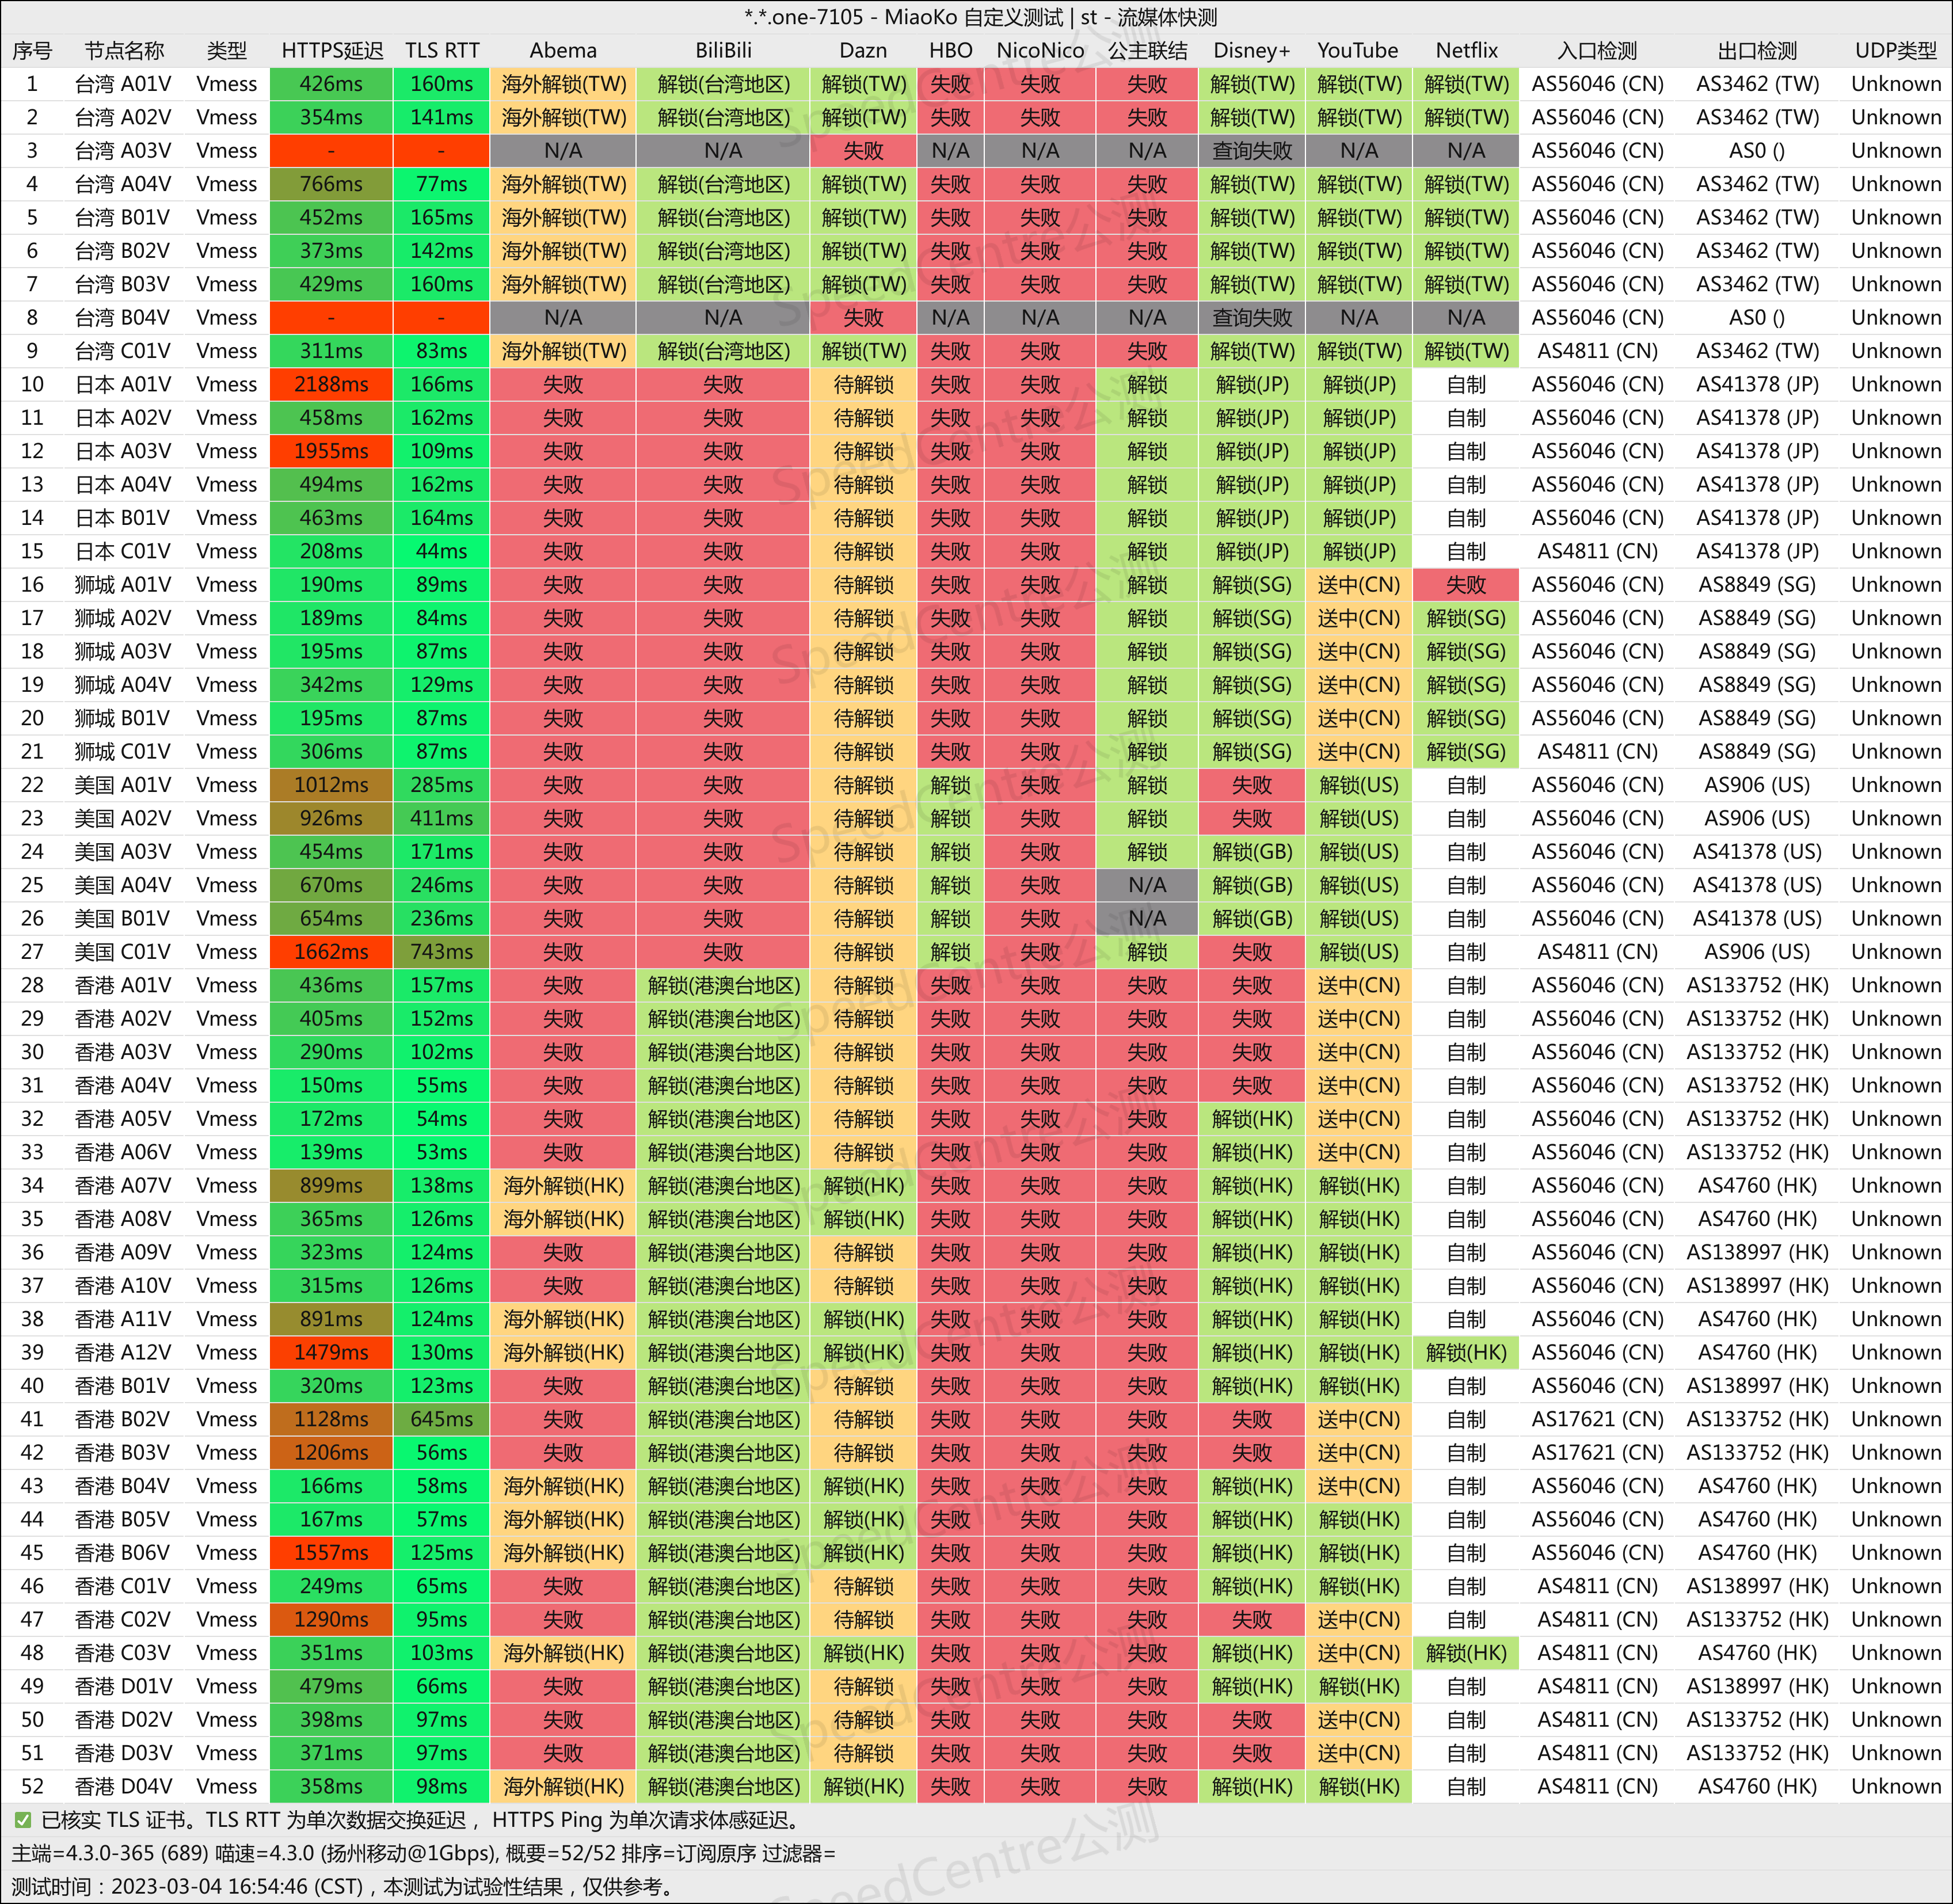 *.*.one-7105 - MiaoKo 自定义测试 | st - 流媒体快测
序号 节点名称 类型 HTTPS延迟 TLS RTT Abema BiliBili Dazn HBO NicoNico 公主联结 Disney+ YouTube Netflix 入口检测 出口检测 UDP类型
1 台湾 A01V Vmess 426ms 160ms 海外解锁(TW) 解锁(台湾地区) 解锁(TW) 失败 失败 失败 解锁(TW) 解锁(TW) 解锁(TW) AS56046 (CN) AS3462 (TW) Unknown
2 台湾 A02V Vmess 354ms 141ms 海外解锁(TW) 解锁(台湾地区) 解锁(TW) 失败 失败 失败 解锁(TW) 解锁(TW) 解锁(TW) AS56046 (CN) AS3462 (TW) Unknown
3 台湾 A03V Vmess - - N/A N/A 失败 N/A N/A N/A 查询失败 N/A N/A AS56046 (CN) AS0 () Unknown
4 台湾 A04V Vmess 766ms 77ms 海外解锁(TW) 解锁(台湾地区) 解锁(TW) 失败 失败 失败 解锁(TW) 解锁(TW) 解锁(TW) AS56046 (CN) AS3462 (TW) Unknown
5 台湾 B01V Vmess 452ms 165ms 海外解锁(TW) 解锁(台湾地区) 解锁(TW) 失败 失败 失败 解锁(TW) 解锁(TW) 解锁(TW) AS56046 (CN) AS3462 (TW) Unknown
6 台湾 B02V Vmess 373ms 142ms 海外解锁(TW) 解锁(台湾地区) 解锁(TW) 失败 失败 失败 解锁(TW) 解锁(TW) 解锁(TW) AS56046 (CN) AS3462 (TW) Unknown
7 台湾 B03V Vmess 429ms 160ms 海外解锁(TW) 解锁(台湾地区) 解锁(TW) 失败 失败 失败 解锁(TW) 解锁(TW) 解锁(TW) AS56046 (CN) AS3462 (TW) Unknown
8 台湾 B04V Vmess - - N/A N/A 失败 N/A N/A N/A 查询失败 N/A N/A AS56046 (CN) AS0 () Unknown
9 台湾 C01V Vmess 311ms 83ms 海外解锁(TW) 解锁(台湾地区) 解锁(TW) 失败 失败 失败 解锁(TW) 解锁(TW) 解锁(TW) AS4811 (CN) AS3462 (TW) Unknown
10 日本 A01V Vmess 2188ms 166ms 失败 失败 待解锁 失败 失败 解锁 解锁(JP) 解锁(JP) 自制 AS56046 (CN) AS41378 (JP) Unknown
11 日本 A02V Vmess 458ms 162ms 失败 失败 待解锁 失败 失败 解锁 解锁(JP) 解锁(JP) 自制 AS56046 (CN) AS41378 (JP) Unknown
12 日本 A03V Vmess 1955ms 109ms 失败 失败 待解锁 失败 失败 解锁 解锁(JP) 解锁(JP) 自制 AS56046 (CN) AS41378 (JP) Unknown
13 日本 A04V Vmess 494ms 162ms 失败 失败 待解锁 失败 失败 解锁 解锁(JP) 解锁(JP) 自制 AS56046 (CN) AS41378 (JP) Unknown
14 日本 B01V Vmess 463ms 164ms 失败 失败 待解锁 失败 失败 解锁 解锁(JP) 解锁(JP) 自制 AS56046 (CN) AS41378 (JP) Unknown
15 日本 C01V Vmess 208ms 44ms 失败 失败 待解锁 失败 失败 解锁 解锁(JP) 解锁(JP) 自制 AS4811 (CN) AS41378 (JP) Unknown
16 狮城 A01V Vmess 190ms 89ms 失败 失败 待解锁 失败 失败 解锁 解锁(SG) 送中(CN) 失败 AS56046 (CN) AS8849 (SG) Unknown
17 狮城 A02V Vmess 189ms 84ms 失败 失败 待解锁 失败 失败 解锁 解锁(SG) 送中(CN) 解锁(SG) AS56046 (CN) AS8849 (SG) Unknown
18 狮城 A03V Vmess 195ms 87ms 失败 失败 待解锁 失败 失败 解锁 解锁(SG) 送中(CN) 解锁(SG) AS56046 (CN) AS8849 (SG) Unknown
19 狮城 A04V Vmess 342ms 129ms 失败 失败 待解锁 失败 失败 解锁 解锁(SG) 送中(CN) 解锁(SG) AS56046 (CN) AS8849 (SG) Unknown
20 狮城 B01V Vmess 195ms 87ms 失败 失败 待解锁 失败 失败 解锁 解锁(SG) 送中(CN) 解锁(SG) AS56046 (CN) AS8849 (SG) Unknown
21 狮城 C01V Vmess 306ms 87ms 失败 失败 待解锁 失败 失败 解锁 解锁(SG) 送中(CN) 解锁(SG) AS4811 (CN) AS8849 (SG) Unknown
22 美国 A01V Vmess 1012ms 285ms 失败 失败 待解锁 解锁 失败 解锁 失败 解锁(US) 自制 AS56046 (CN) AS906 (US) Unknown
23 美国 A02V Vmess 926ms 411ms 失败 失败 待解锁 解锁 失败 解锁 失败 解锁(US) 自制 AS56046 (CN) AS906 (US) Unknown
24 美国 A03V Vmess 454ms 171ms 失败 失败 待解锁 解锁 失败 解锁 解锁(GB) 解锁(US) 自制 AS56046 (CN) AS41378 (US) Unknown
25 美国 A04V Vmess 670ms 246ms 失败 失败 待解锁 解锁 失败 N/A 解锁(GB) 解锁(US) 自制 AS56046 (CN) AS41378 (US) Unknown
26 美国 B01V Vmess 654ms 236ms 失败 失败 待解锁 解锁 失败 N/A 解锁(GB) 解锁(US) 自制 AS56046 (CN) AS41378 (US) Unknown
27 美国 C01V Vmess 1662ms 743ms 失败 失败 待解锁 解锁 失败 解锁 失败 解锁(US) 自制 AS4811 (CN) AS906 (US) Unknown
28 香港 A01V Vmess 436ms 157ms 失败 解锁(港澳台地区) 待解锁 失败 失败 失败 失败 送中(CN) 自制 AS56046 (CN) AS133752 (HK) Unknown
29 香港 A02V Vmess 405ms 152ms 失败 解锁(港澳台地区) 待解锁 失败 失败 失败 失败 送中(CN) 自制 AS56046 (CN) AS133752 (HK) Unknown
30 香港 A03V Vmess 290ms 102ms 失败 解锁(港澳台地区) 待解锁 失败 失败 失败 失败 送中(CN) 自制 AS56046 (CN) AS133752 (HK) Unknown
31 香港 A04V Vmess 150ms 55ms 失败 解锁(港澳台地区) 待解锁 失败 失败 失败 失败 送中(CN) 自制 AS56046 (CN) AS133752 (HK) Unknown
32 香港 A05V Vmess 172ms 54ms 失败 解锁(港澳台地区) 待解锁 失败 失败 失败 解锁(HK) 送中(CN) 自制 AS56046 (CN) AS133752 (HK) Unknown
33 香港 A06V Vmess 139ms 53ms 失败 解锁(港澳台地区) 待解锁 失败 失败 失败 解锁(HK) 送中(CN) 自制 AS56046 (CN) AS133752 (HK) Unknown
34 香港 A07V Vmess 899ms 138ms 海外解锁(HK) 解锁(港澳台地区) 解锁(HK) 失败 失败 失败 解锁(HK) 解锁(HK) 自制 AS56046 (CN) AS4760 (HK) Unknown
35 香港 A08V Vmess 365ms 126ms 海外解锁(HK) 解锁(港澳台地区) 解锁(HK) 失败 失败 失败 解锁(HK) 解锁(HK) 自制 AS56046 (CN) AS4760 (HK) Unknown
36 香港 A09V Vmess 323ms 124ms 失败 解锁(港澳台地区) 待解锁 失败 失败 失败 解锁(HK) 解锁(HK) 自制 AS56046 (CN) AS138997 (HK) Unknown
37 香港 A10V Vmess 315ms 126ms 失败 解锁(港澳台地区) 待解锁 失败 失败 失败 解锁(HK) 解锁(HK) 自制 AS56046 (CN) AS138997 (HK) Unknown
38 香港 A11V Vmess 891ms 124ms 海外解锁(HK) 解锁(港澳台地区) 解锁(HK) 失败 失败 失败 解锁(HK) 解锁(HK) 自制 AS56046 (CN) AS4760 (HK) Unknown
39 香港 A12V Vmess 1479ms 130ms 海外解锁(HK) 解锁(港澳台地区) 解锁(HK) 失败 失败 失败 解锁(HK) 解锁(HK) 解锁(HK) AS56046 (CN) AS4760 (HK) Unknown
40 香港 B01V Vmess 320ms 123ms 失败 解锁(港澳台地区) 待解锁 失败 失败 失败 解锁(HK) 解锁(HK) 自制 AS56046 (CN) AS138997 (HK) Unknown
41 香港 B02V Vmess 1128ms 645ms 失败 解锁(港澳台地区) 待解锁 失败 失败 失败 失败 送中(CN) 自制 AS17621 (CN) AS133752 (HK) Unknown
42 香港 B03V Vmess 1206ms 56ms 失败 解锁(港澳台地区) 待解锁 失败 失败 失败 失败 送中(CN) 自制 AS17621 (CN) AS133752 (HK) Unknown
43 香港 B04V Vmess 166ms 58ms 海外解锁(HK) 解锁(港澳台地区) 解锁(HK) 失败 失败 失败 解锁(HK) 送中(CN) 自制 AS56046 (CN) AS4760 (HK) Unknown
44 香港 B05V Vmess 167ms 57ms 海外解锁(HK) 解锁(港澳台地区) 解锁(HK) 失败 失败 失败 解锁(HK) 解锁(HK) 自制 AS56046 (CN) AS4760 (HK) Unknown
45 香港 B06V Vmess 1557ms 125ms 海外解锁(HK) 解锁(港澳台地区) 解锁(HK) 失败 失败 失败 解锁(HK) 解锁(HK) 自制 AS56046 (CN) AS4760 (HK) Unknown
46 香港 C01V Vmess 249ms 65ms 失败 解锁(港澳台地区) 待解锁 失败 失败 失败 解锁(HK) 解锁(HK) 自制 AS4811 (CN) AS138997 (HK) Unknown
47 香港 C02V Vmess 1290ms 95ms 失败 解锁(港澳台地区) 待解锁 失败 失败 失败 失败 送中(CN) 自制 AS4811 (CN) AS133752 (HK) Unknown
48 香港 C03V Vmess 351ms 103ms 海外解锁(HK) 解锁(港澳台地区) 解锁(HK) 失败 失败 失败 解锁(HK) 送中(CN) 解锁(HK) AS4811 (CN) AS4760 (HK) Unknown
49 香港 D01V Vmess 479ms 66ms 失败 解锁(港澳台地区) 待解锁 失败 失败 失败 解锁(HK) 解锁(HK) 自制 AS4811 (CN) AS138997 (HK) Unknown
50 香港 D02V Vmess 398ms 97ms 失败 解锁(港澳台地区) 待解锁 失败 失败 失败 失败 送中(CN) 自制 AS4811 (CN) AS133752 (HK) Unknown
51 香港 D03V Vmess 371ms 97ms 失败 解锁(港澳台地区) 待解锁 失败 失败 失败 失败 送中(CN) 自制 AS4811 (CN) AS133752 (HK) Unknown
52 香港 D04V Vmess 358ms 98ms 海外解锁(HK) 解锁(港澳台地区) 解锁(HK) 失败 失败 失败 解锁(HK) 解锁(HK) 自制 AS4811 (CN) AS4760 (HK) Unknown
✅ 已核实 TLS 证书。TLS RTT 为单次数据交换延迟， HTTPS Ping 为单次请求体感延迟。
主端=4.3.0-365 (689) 喵速=4.3.0 (扬州移动@1Gbps), 概要=52/52 排序=订阅原序 过滤器=
测试时间：2023-03-04 16:54:46 (CST)，本测试为试验性结果，仅供参考。
SpeedCentre公测